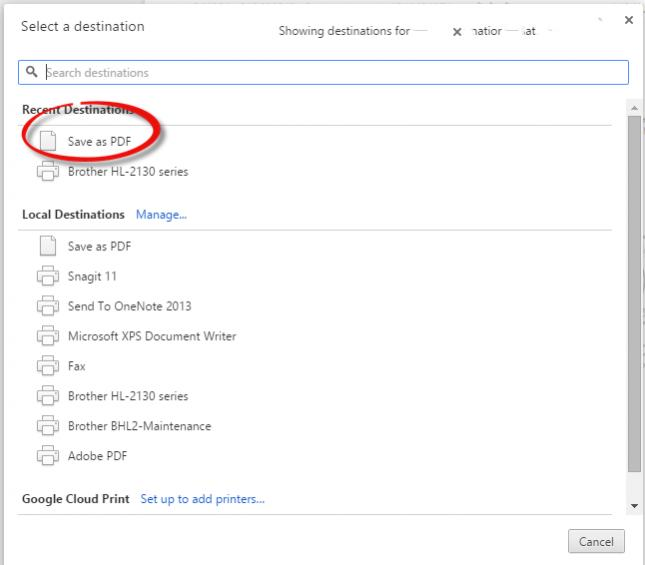 Select a destination
Showing destinations for
Search destinations
Recent Destinations
Save as PDF
Brother HL-2130 series
Local Destinations Manage...
Save as PDF
Snagit 11
Send To OneNote 2013
Microsoft XPS Document Writer
Fax
Brother HL-2130 series
Brother BHL2-Maintenance
Adobe PDF
Google Cloud Print Set up to add printers...
Cancel